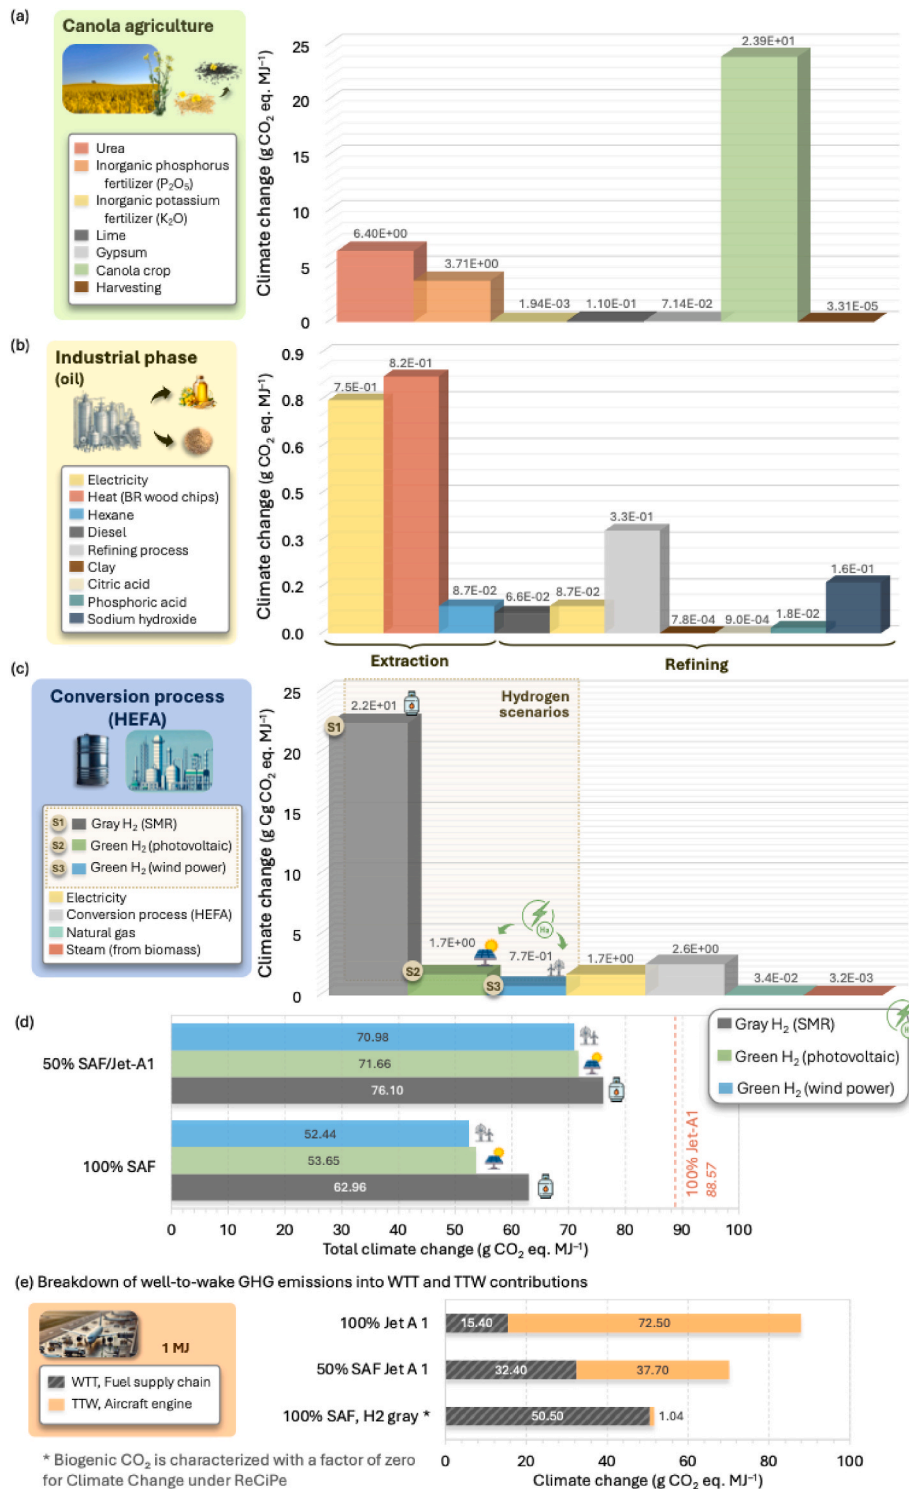 (a)
Canola agriculture
Urea
Inorganic phosphorus
fertilizer (P₂O₅)
Inorganic potassium
fertilizer (K₂O)
Lime
Gypsum
Canola crop
Harvesting
Climate change (g CO₂ eq. MJ⁻¹)
25
20
15
10
5
0
6.40E+00
3.71E+00
1.94E-03
1.10E-01
7.14E-02
2.39E+01
3.31E-05
(b)
Industrial phase
(oil)
Electricity
Heat (BR wood chips)
Hexane
Diesel
Refining process
Clay
Citric acid
Phosphoric acid
Sodium hydroxide
Climate change (g CO₂ eq. MJ⁻¹)
0.9
0.8
0.6
0.5
0.3
0.2
0.0
7.5E-01
8.2E-01
8.7E-02
6.6E-02
8.7E-02
3.3E-01
7.8E-04
9.0E-04
1.8E-02
1.6E-01
Extraction
Refining
(c)
Conversion process
(HEFA)
S1 Gray H₂ (SMR)
S2 Green H₂ (photovoltaic)
S3 Green H₂ (wind power)
Electricity
Conversion process (HEFA)
Natural gas
Steam (from biomass)
Climate change (g Cg CO₂ eq. MJ⁻¹)
25
20
15
10
5
0
Hydrogen
scenarios
S1
2.2E+01
S2
1.7E+00
S3
7.7E-01
H₂
1.7E+00
2.6E+00
3.4E-02
3.2E-03
(d)
Gray H₂ (SMR)
Green H₂ (photovoltaic)
Green H₂ (wind power)
50% SAF/Jet-A1
70.98
71.66
76.10
100% SAF
52.44
53.65
62.96
100% Jet-A1
88.57
0 10 20 30 40 50 60 70 80 90 100
Total climate change (g CO₂ eq. MJ⁻¹)
(e) Breakdown of well-to-wake GHG emissions into WTT and TTW contributions
1 MJ
WTT, Fuel supply chain
TTW, Aircraft engine
100% Jet A 1
15.40
72.50
50% SAF Jet A 1
32.40
37.70
100% SAF, H2 gray *
50.50
1.04
0 20 40 60 80 100
Climate change (g CO₂ eq. MJ⁻¹)
* Biogenic CO₂ is characterized with a factor of zero
for Climate Change under ReCiPe